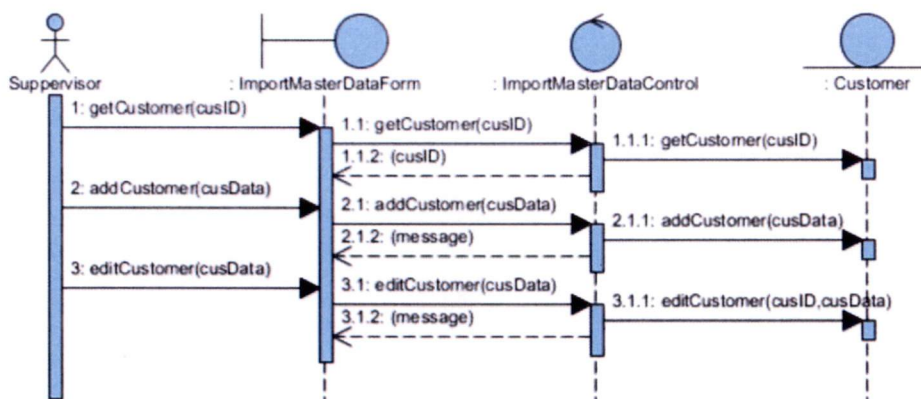 Suppervisor
: ImportMasterDataForm
: ImportMasterDataControl
: Customer
1: getCustomer(cusID)
1.1: getCustomer(cusID)
1.1.1: getCustomer(cusID)
1.1.2: (cusID)
2: addCustomer(cusData)
2.1: addCustomer(cusData)
2.1.1: addCustomer(cusData)
2.1.2: (message)
3: editCustomer(cusData)
3.1: editCustomer(cusData)
3.1.1: editCustomer(cusID,cusData)
3.1.2: (message)